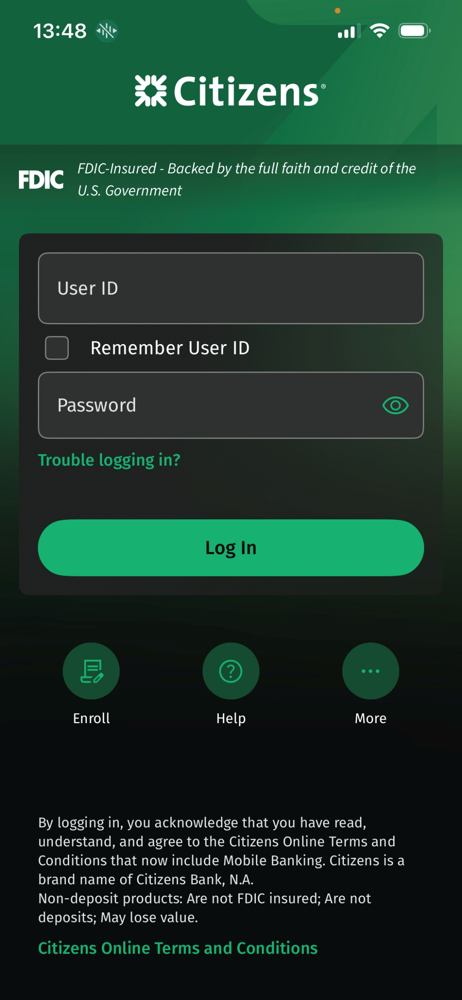 13:48
Citizens®
FDIC
FDIC-Insured - Backed by the full faith and credit of the
U.S. Government
User ID
Remember User ID
Password
Trouble logging in?
Log In
Enroll
Help
More
By logging in, you acknowledge that you have read,
understand, and agree to the Citizens Online Terms and
Conditions that now include Mobile Banking. Citizens is a
brand name of Citizens Bank, N.A.
Non-deposit products: Are not FDIC insured; Are not
deposits; May lose value.
Citizens Online Terms and Conditions